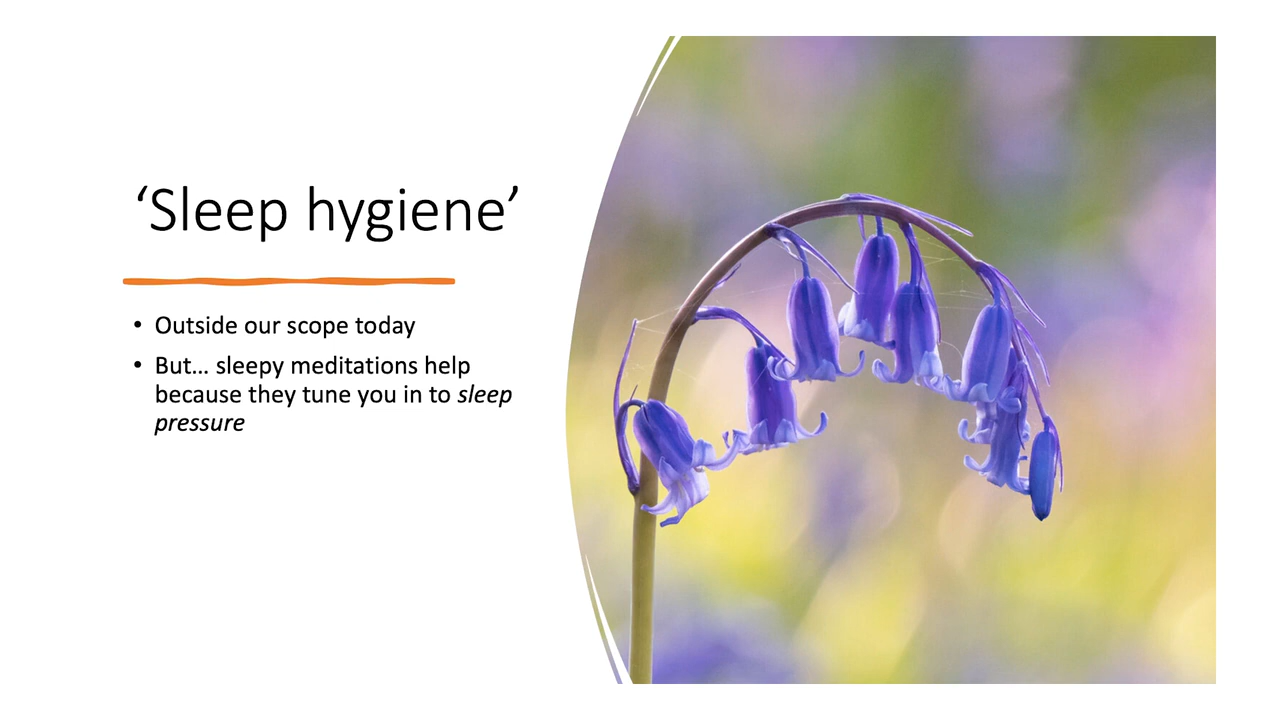 ‘Sleep hygiene’
• Outside our scope today
• But... sleepy meditations help
because they tune you in to sleep
pressure